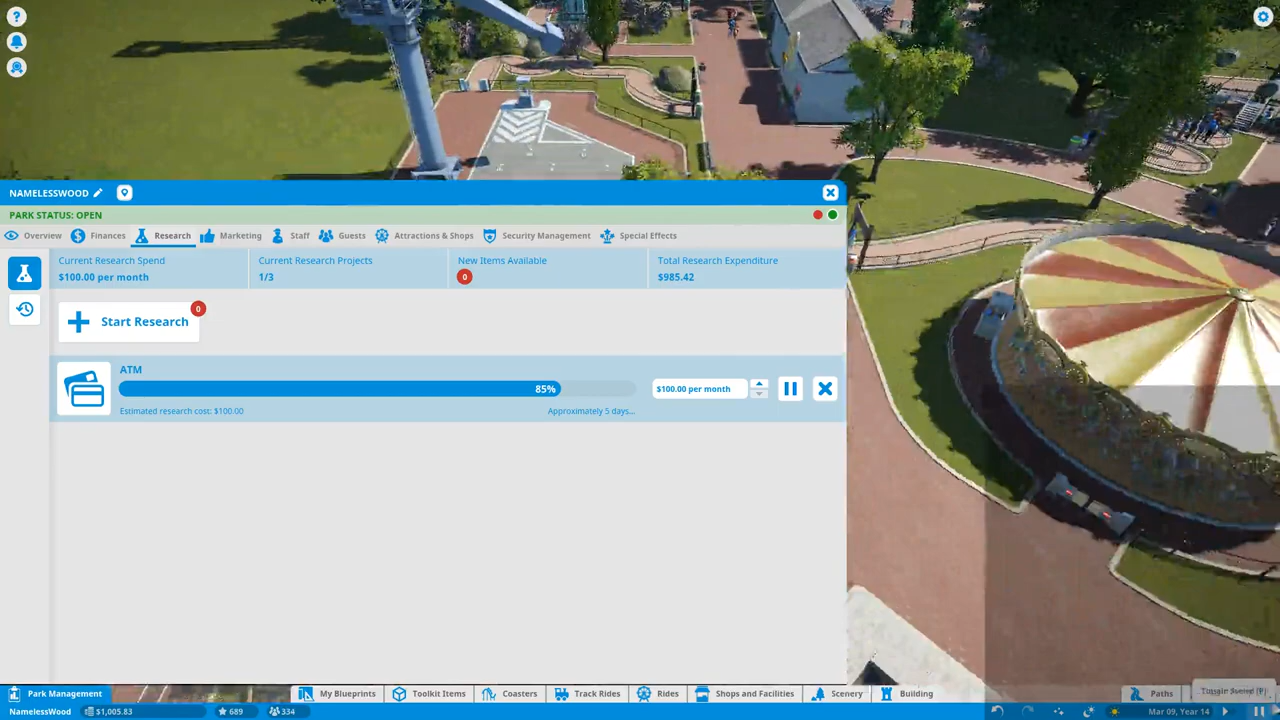 NAMELESSWOOD
PARK STATUS: OPEN
Overview Finances Research Marketing Staff Guests Attractions & Shops Security Management Special Effects
Current Research Spend
$100.00 per month
Current Research Projects
1/3
New Items Available
0
Total Research Expenditure
$985.42
Start Research
0
ATM
85%
$100.00 per month
Estimated research cost: $100.00
Approximately 5 days...
Park Management My Blueprints Toolkit Items Coasters Track Rides Rides Shops and Facilities Scenery Building Paths
NamelessWood $1,005.83 689 334 Mar 09, Year 14